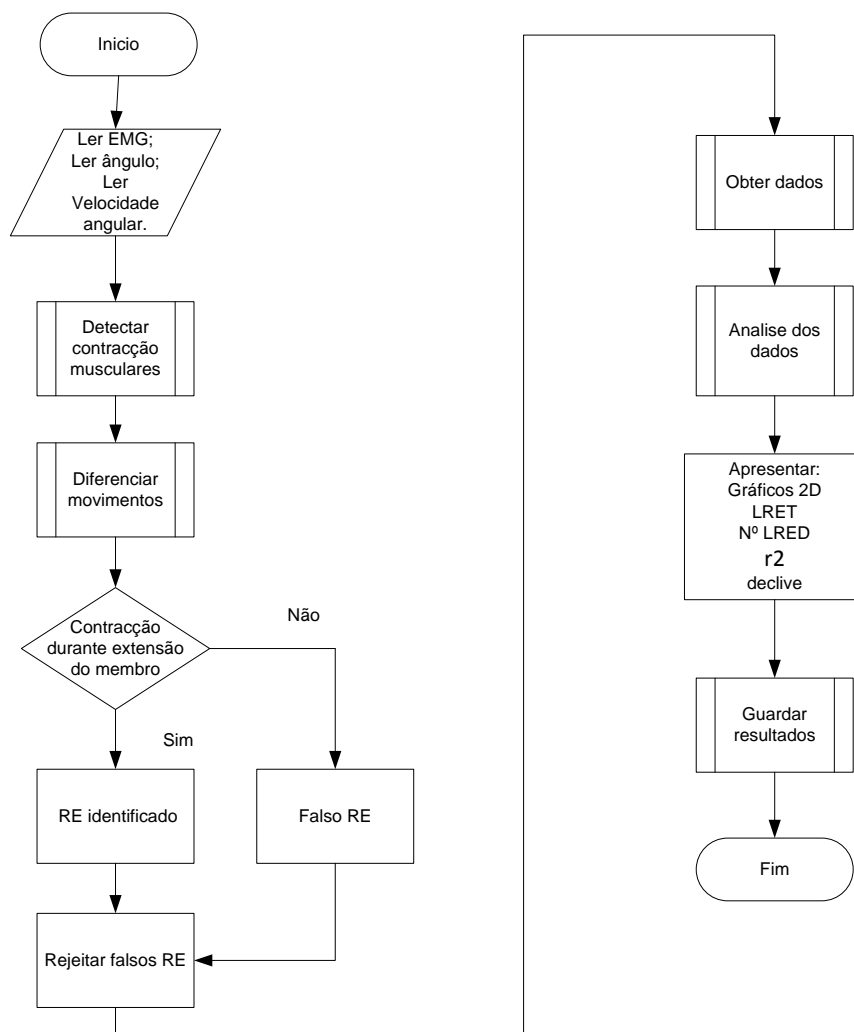 Inicio
Ler EMG;
Ler ângulo;
Ler
Velocidade
angular.
Detectar
contracção
musculares
Diferenciar
movimentos
Contracção
durante extensão
do membro
Não
Sim
RE identificado
Falso RE
Rejeitar falsos RE
Obter dados
Analise dos
dados
Apresentar:
Gráficos 2D
LRET
Nº LRED
r2
declive
Guardar
resultados
Fim